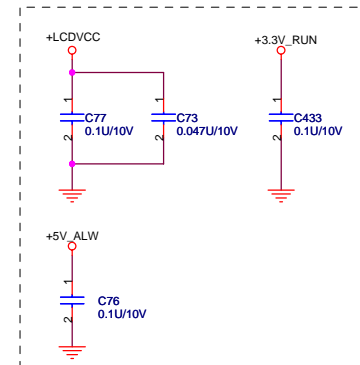 +LCDVCC
+3.3V_RUN
1
1
1
C77
C73
C433
0.1U/10V
0.047U/10V
0.1U/10V
2
2
2
+5V_ALW
1
C76
0.1U/10V
2